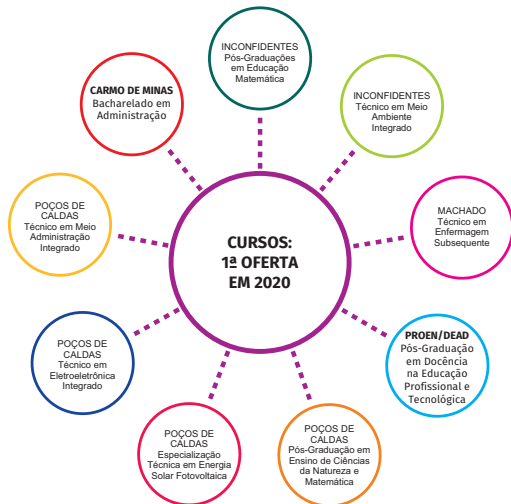 INCONFIDENTES
Pós-Graduações
em Educação
Matemática
INCONFIDENTES
Técnico em Meio
Ambiente
Integrado
MACHADO
Técnico em
Enfermagem
Subsequente
PROEN/DEAD
Pós-Graduação
em Docência
na Educação
Profissional e
Tecnológica
POÇOS DE
CALDAS
Pós-Graduação em
Ensino de Ciências
da Natureza e
Matemática
POÇOS DE
CALDAS
Especialização
Técnica em Energia
Solar Fotovoltaica
POÇOS DE
CALDAS
Técnico em
Eletroeletrônica
Integrado
POÇOS DE
CALDAS
Técnico em Meio
Administração
Integrado
CARMO DE MINAS
Bacharelado em
Administração
CURSOS:
1ª OFERTA
EM 2020